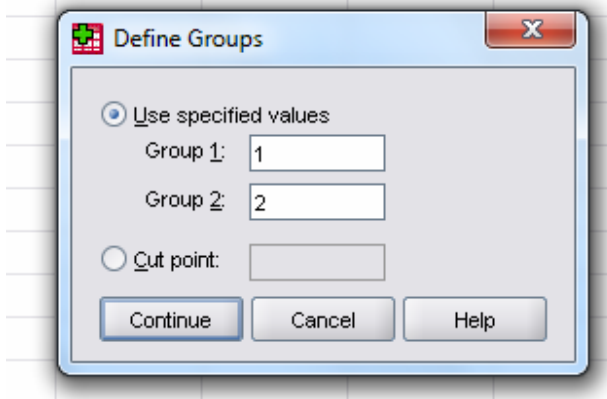 Define Groups
x
Use specified values
Group 1: 1
Group 2: 2
Cut point:
Continue Cancel Help